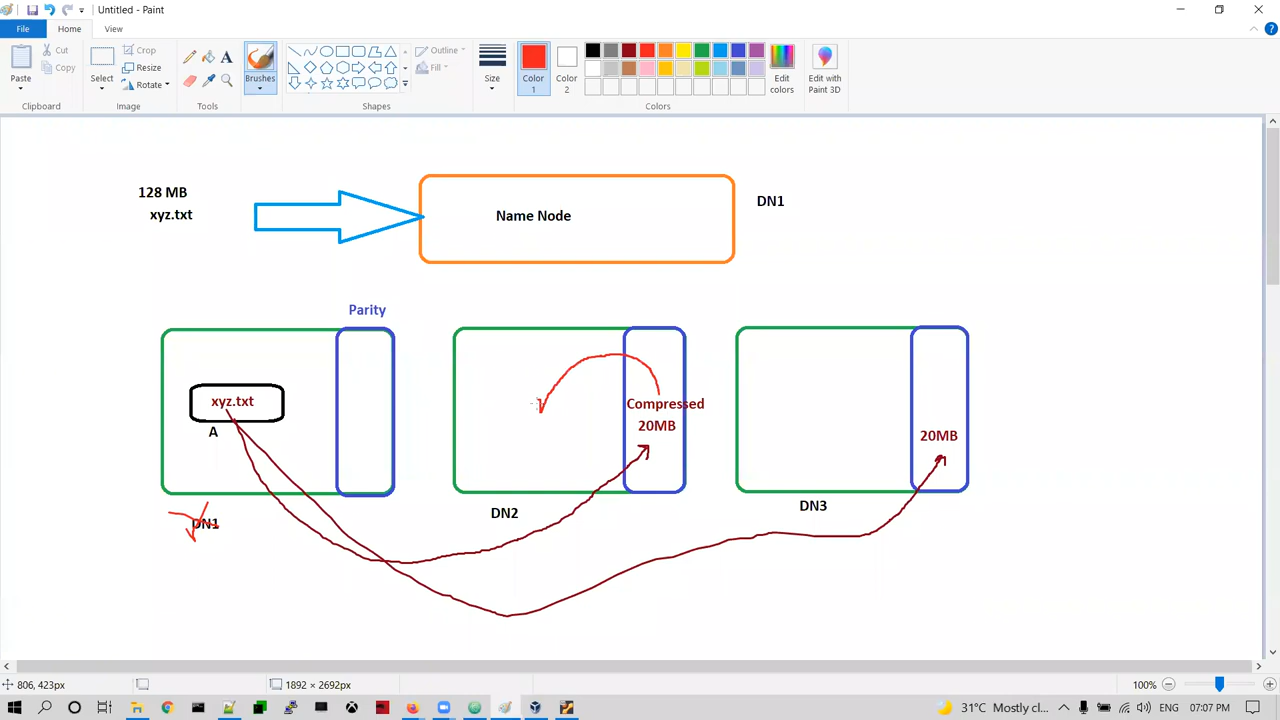 Untitled - Paint
File
Home
View
Paste
Cut
Copy
Clipboard
Select
Crop
Resize
Rotate
Image
A
Tools
Brushes
Outline
Fill
Shapes
Size
Color
1
Color
2
Edit
colors
Edit with
Paint 3D
Colors
128 MB
xyz.txt
Name Node
DN1
Parity
xyz.txt
A
DN1
Compressed
20MB
DN2
20MB
DN3
806, 423px
1892 × 2692px
100%
31°C Mostly cl...
ENG
07:07 PM